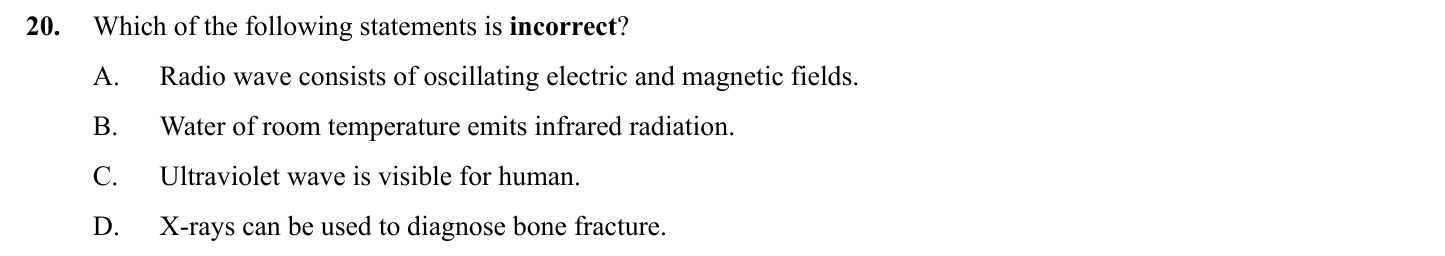 20. Which of the following statements is incorrect?
A. Radio wave consists of oscillating electric and magnetic fields.
B. Water of room temperature emits infrared radiation.
C. Ultraviolet wave is visible for human.
D. X-rays can be used to diagnose bone fracture.